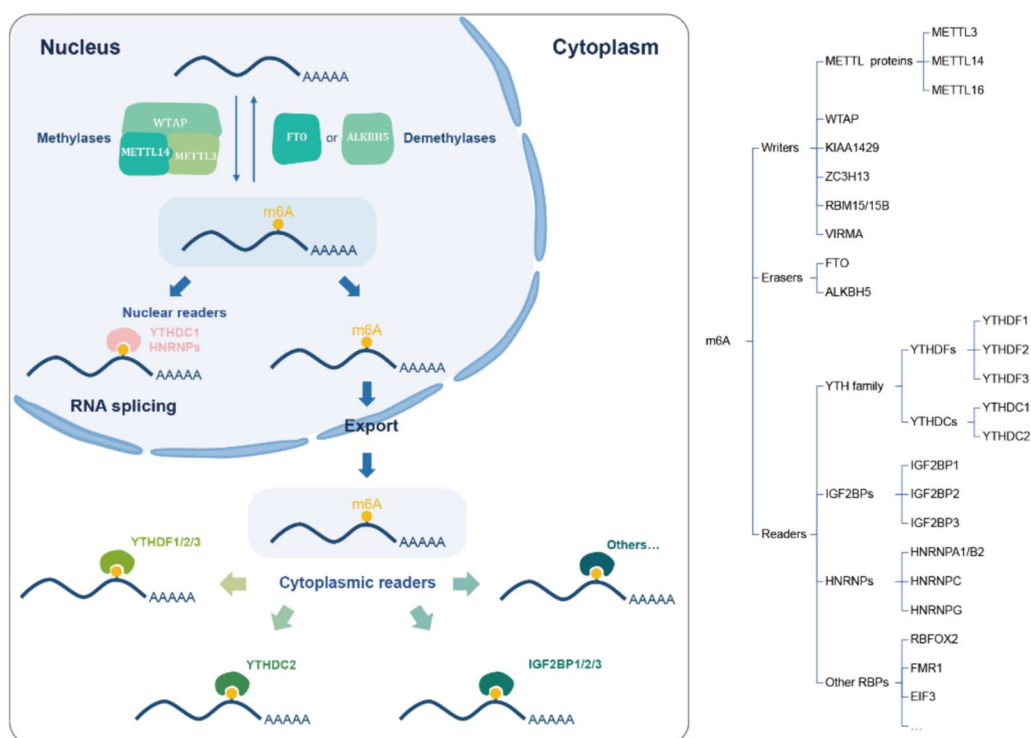 Nucleus
Cytoplasm
AAAAA
Methylases
WTAP
METTL14
METTL3
FTO
or
ALKBH5
Demethylases
m6A
AAAAA
Nuclear readers
YTHDC1
HNRNPs
AAAAA
RNA splicing
m6A
AAAAA
Export
m6A
AAAAA
Cytoplasmic readers
YTHDF1/2/3
AAAAA
Others...
AAAAA
YTHDC2
AAAAA
IGF2BP1/2/3
AAAAA
m6A
Writers
METTL proteins
METTL3
METTL14
METTL16
WTAP
KIAA1429
ZC3H13
RBM15/15B
VIRMA
Erasers
FTO
ALKBH5
Readers
YTH family
YTHDFs
YTHDF1
YTHDF2
YTHDF3
YTHDCs
YTHDC1
YTHDC2
IGF2BPs
IGF2BP1
IGF2BP2
IGF2BP3
HNRNPs
HNRNPA1/B2
HNRNPC
HNRNPG
Other RBPs
RBFOX2
FMR1
EIF3
...